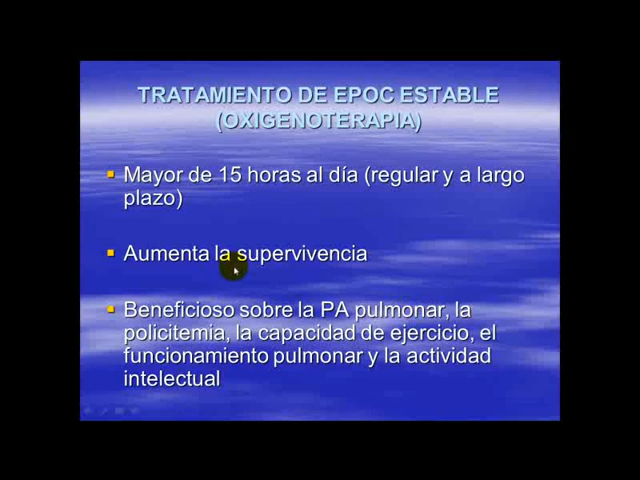 TRATAMIENTO DE EPOC ESTABLE
(OXIGENOTERAPIA)
Mayor de 15 horas al día (regular y a largo
plazo)
Aumenta la supervivencia
Beneficioso sobre la PA pulmonar, la
policitemia, la capacidad de ejercicio, el
funcionamiento pulmonar y la actividad
intelectual